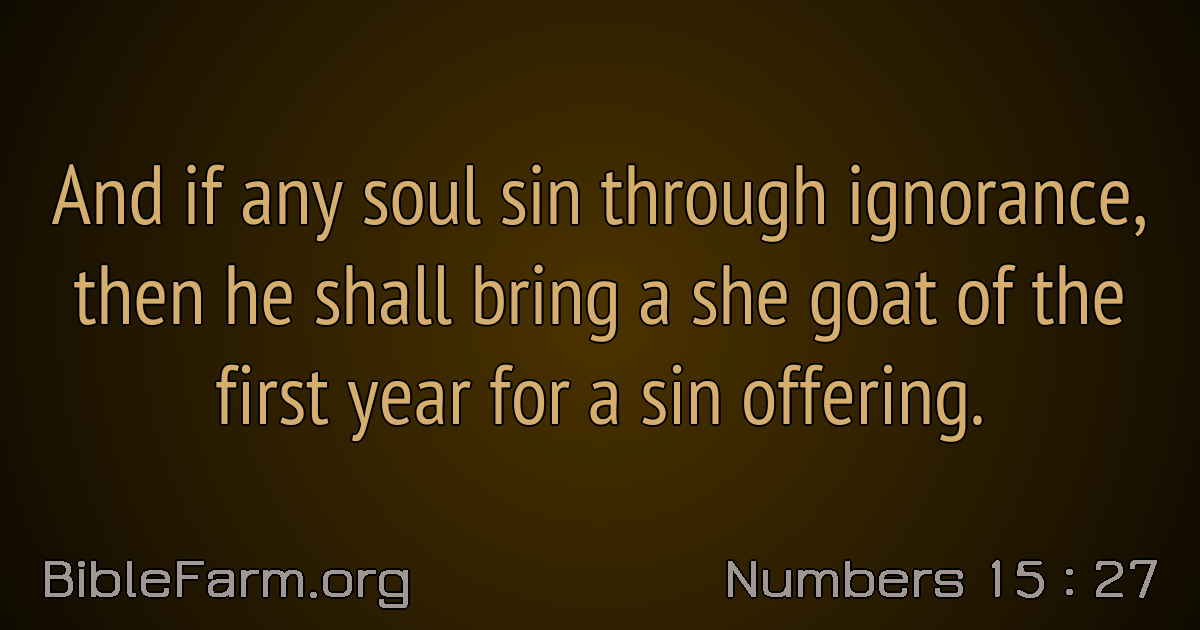 And if any soul sin through ignorance,
then he shall bring a she goat of the
first year for a sin offering.
BibleFarm.org
Numbers 15 : 27